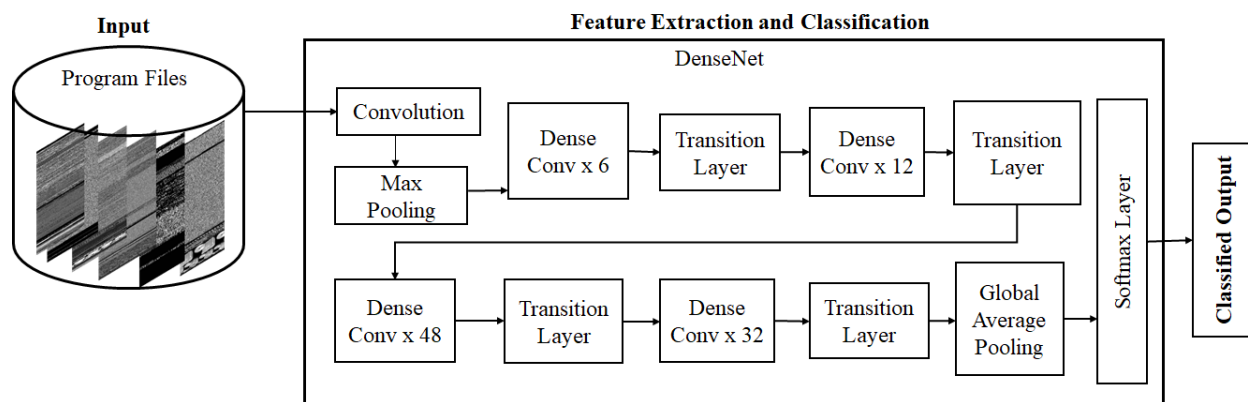 Input
Feature Extraction and Classification
Program Files
DenseNet
Convolution
Max
Pooling
Dense
Conv x 6
Transition
Layer
Dense
Conv x 12
Transition
Layer
Dense
Conv x 48
Transition
Layer
Dense
Conv x 32
Transition
Layer
Global
Average
Pooling
Softmax Layer
Classified Output